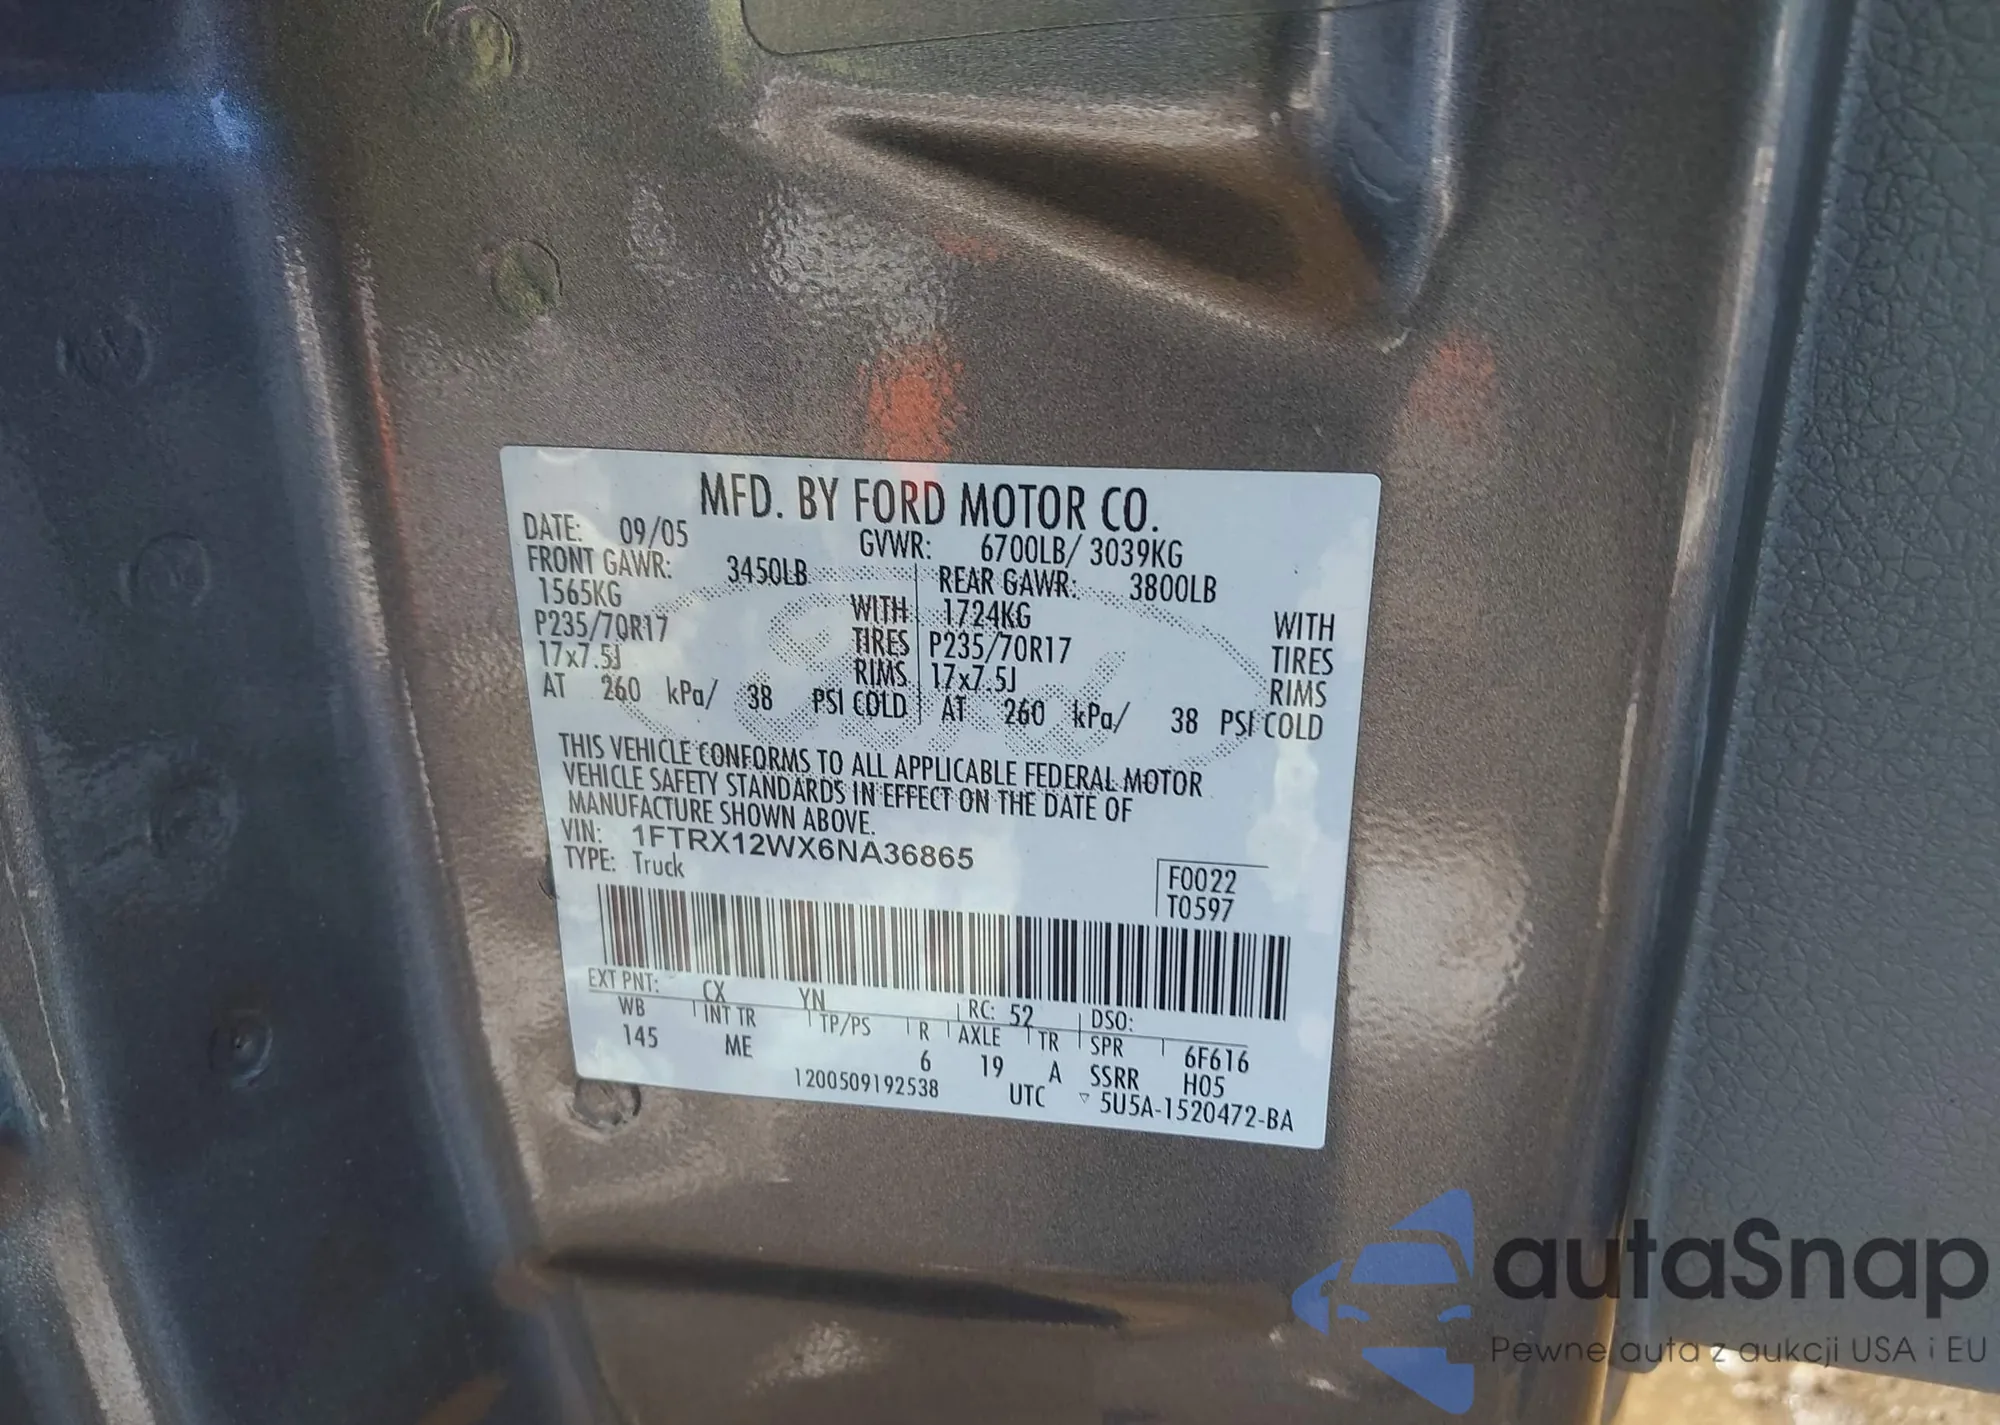 MFD. BY FORD MOTOR CO.
DATE: 09/05 GVWR: 6700LB/ 3039KG
FRONT GAWR: 3450LB REAR GAWR: 3800LB
1565KG WITH 1724KG WITH
P235/70R17 TIRES P235/70R17 TIRES
17x7.5J RIMS 17x7.5J RIMS
AT 260 kPa/ 38 PSI COLD AT 260 kPa/ 38 PSI COLD
Ford
THIS VEHICLE CONFORMS TO ALL APPLICABLE FEDERAL MOTOR
VEHICLE SAFETY STANDARDS IN EFFECT ON THE DATE OF
MANUFACTURE SHOWN ABOVE.
VIN: 1FTRX12WX6NA36865
TYPE: Truck
F0022
T0597
EXT PNT: CX YN RC: 52 DSO:
WB INT TR TP/PS R AXLE TR SPR 6F616
145 ME 6 19 A SSRR H05
1200509192538 UTC ▽ 5U5A-1520472-BA
autaSnap
Pewne auta z aukcji USA i EU